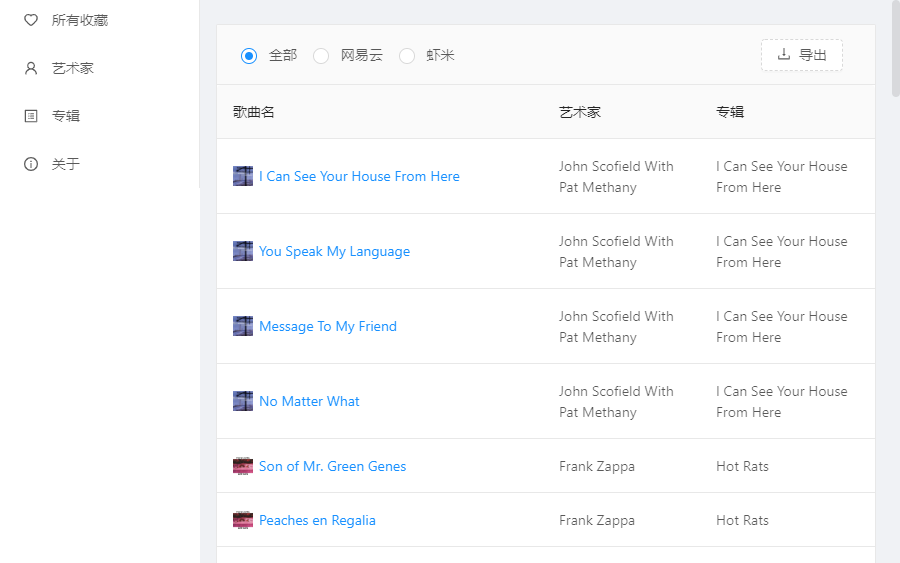 所有收藏
艺术家
专辑
关于
全部 网易云 虾米 导出
歌曲名 艺术家 专辑
I Can See Your House From Here
John Scofield With
Pat Methany
I Can See Your House
From Here
You Speak My Language
John Scofield With
Pat Methany
I Can See Your House
From Here
Message To My Friend
John Scofield With
Pat Methany
I Can See Your House
From Here
No Matter What
John Scofield With
Pat Methany
I Can See Your House
From Here
Son of Mr. Green Genes Frank Zappa Hot Rats
Peaches en Regalia Frank Zappa Hot Rats